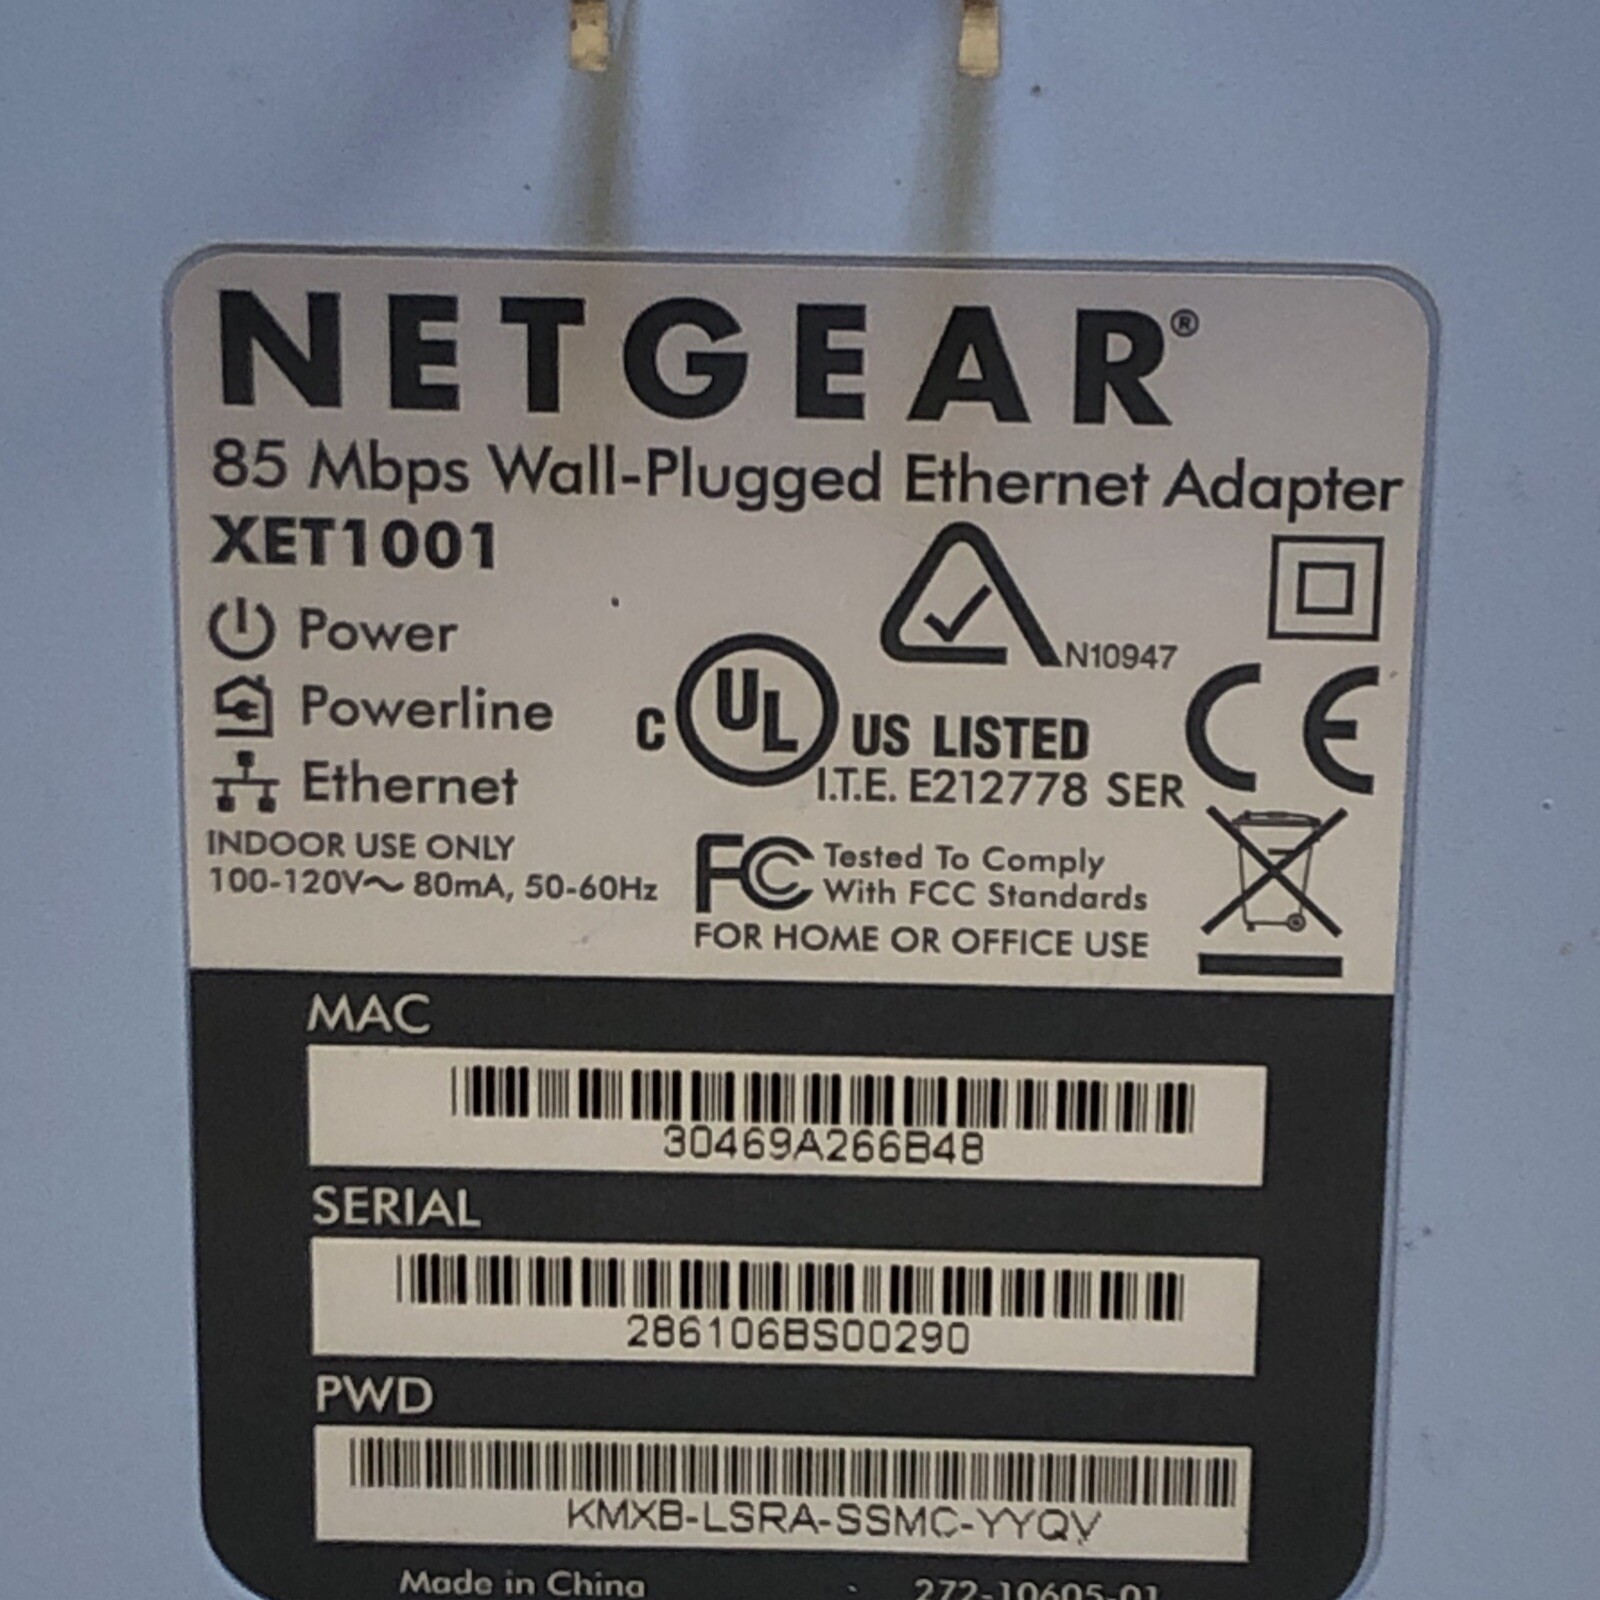 NETGEAR®
85 Mbps Wall-Plugged Ethernet Adapter
XET1001
Power
Powerline
Ethernet
INDOOR USE ONLY
100-120V~ 80mA, 50-60Hz
N10947
C UL US LISTED
I.T.E. E212778 SER
CE
FC Tested To Comply
With FCC Standards
FOR HOME OR OFFICE USE
MAC
30469A266B48
SERIAL
286106BS00290
PWD
KMXB-LSRA-SSMC-YYQV
Made in China
272-10605-01